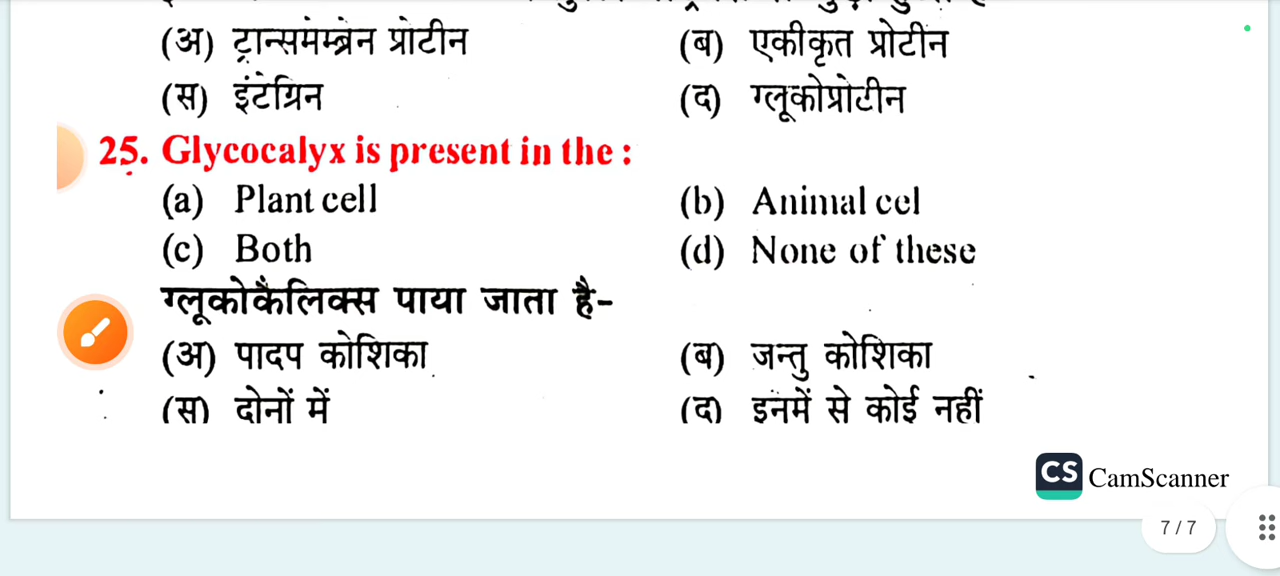 (अ) ट्रान्समेम्ब्रेन प्रोटीन (ब) एकीकृत प्रोटीन
(स) इंटेग्रिन (द) ग्लूकोप्रोटीन
25. Glycocalyx is present in the :
(a) Plant cell (b) Animal cel
(c) Both (d) None of these
ग्लूकोकैलिक्स पाया जाता है-
(अ) पादप कोशिका (ब) जन्तु कोशिका
(स) दोनों में (द) इनमें से कोई नहीं
CS CamScanner
7 / 7